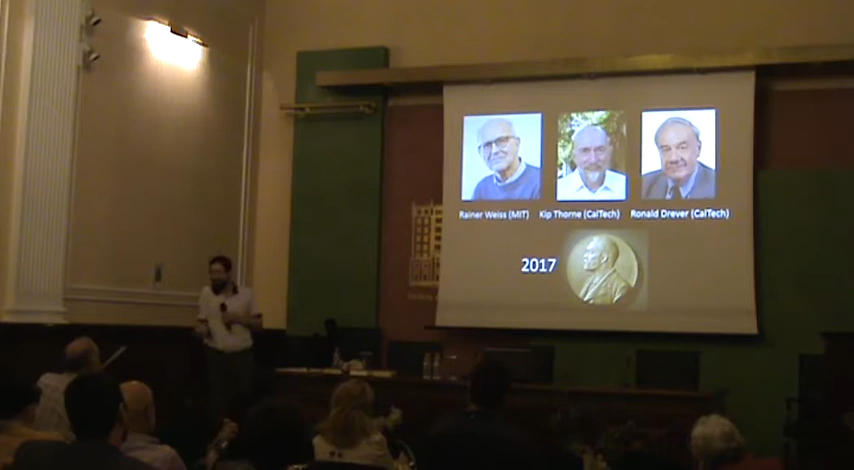 Rainer Weiss (MIT) Kip Thorne (CalTech) Ronald Drever (CalTech)
2017